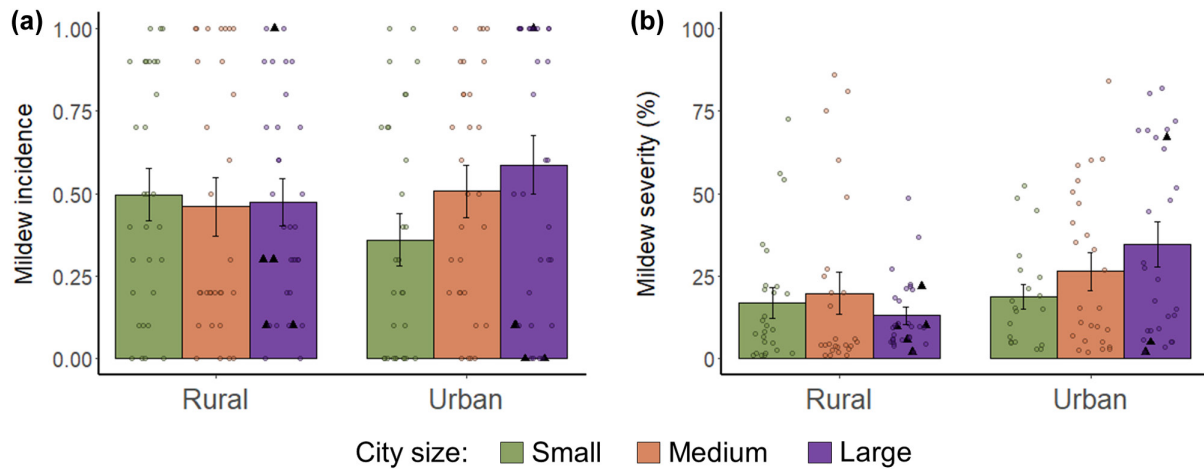 (a)
Mildew incidence
1.00
0.75
0.50
0.25
0.00
Rural
Urban
(b)
Mildew severity (%)
100
75
50
25
0
Rural
Urban
City size: Small Medium Large